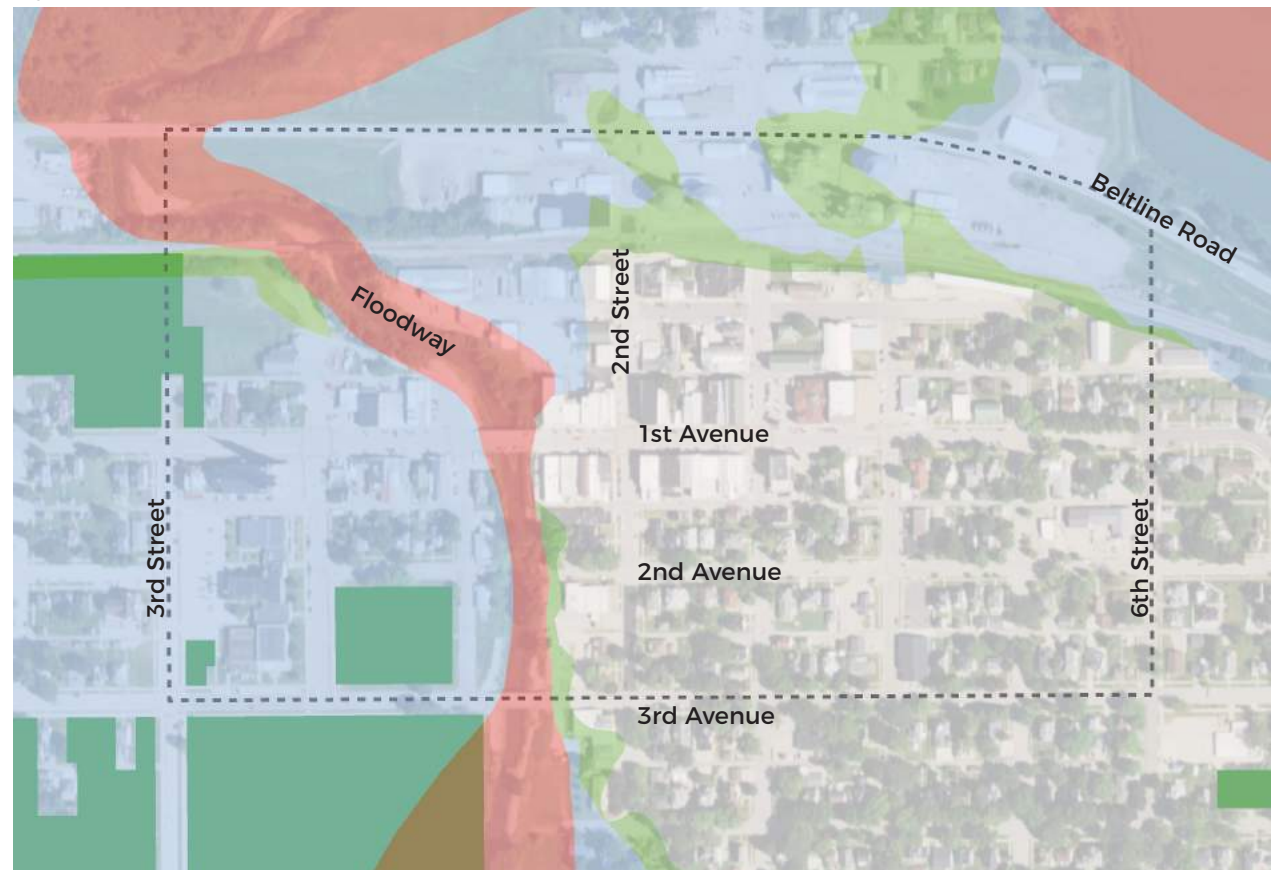 Beltline Road
2nd Street
Floodway
1st Avenue
3rd Street
2nd Avenue
6th Street
3rd Avenue